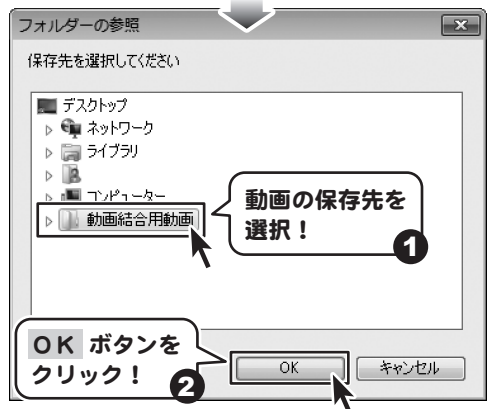 フォルダーの参照
保存先を選択してください
デスクトップ
ネットワーク
ライブラリ
コンピューター
動画結合用動画
動画の保存先を
選択!
1
OK ボタンを
クリック!
2
OK
キャンセル